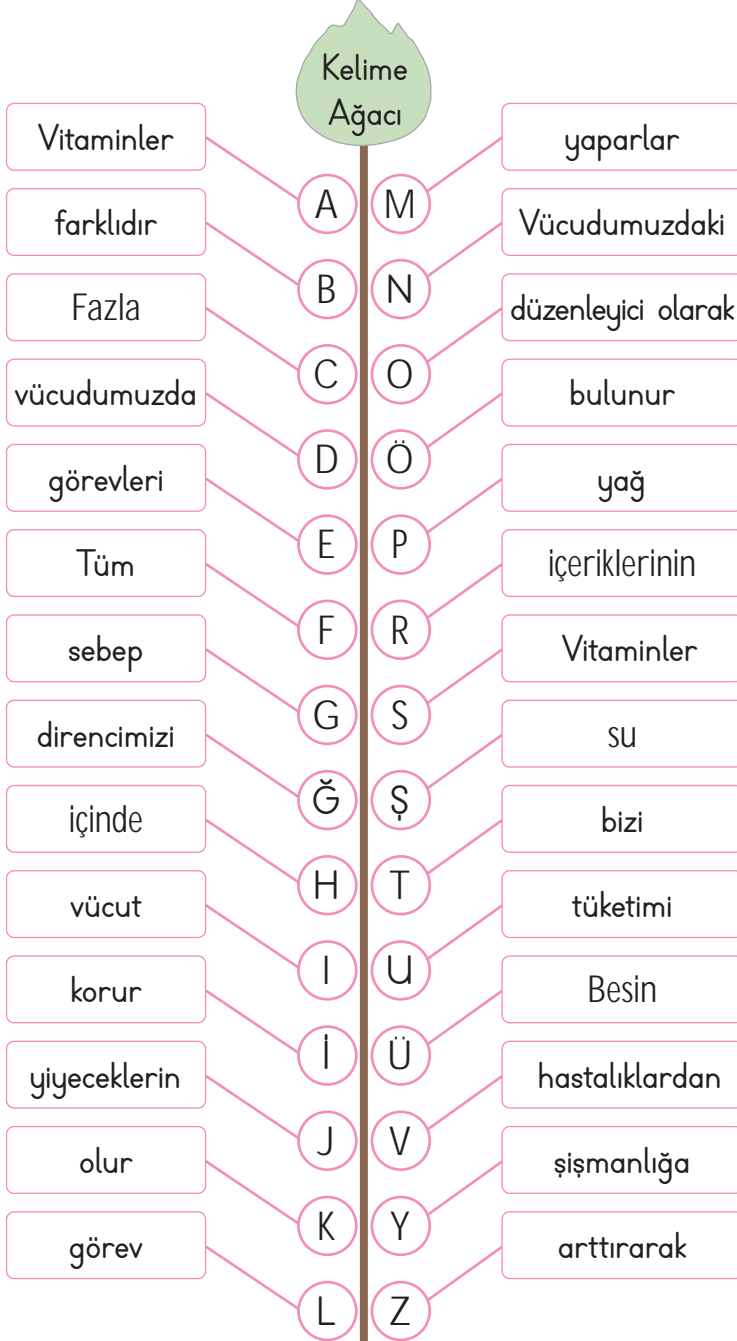 Kelime
Ağacı
Vitaminler
A
M
yaparlar
farklıdır
B
N
Vücudumuzdaki
Fazla
C
O
düzenleyici olarak
vücudumuzda
D
Ö
bulunur
görevleri
E
P
yağ
Tüm
F
R
içeriklerinin
sebep
G
S
Vitaminler
direncimizi
Ğ
Ş
su
içinde
H
T
bizi
vücut
I
U
tüketimi
korur
İ
Ü
Besin
yiyeceklerin
J
V
hastalıklardan
olur
K
Y
şişmanlığa
görev
L
Z
arttırarak